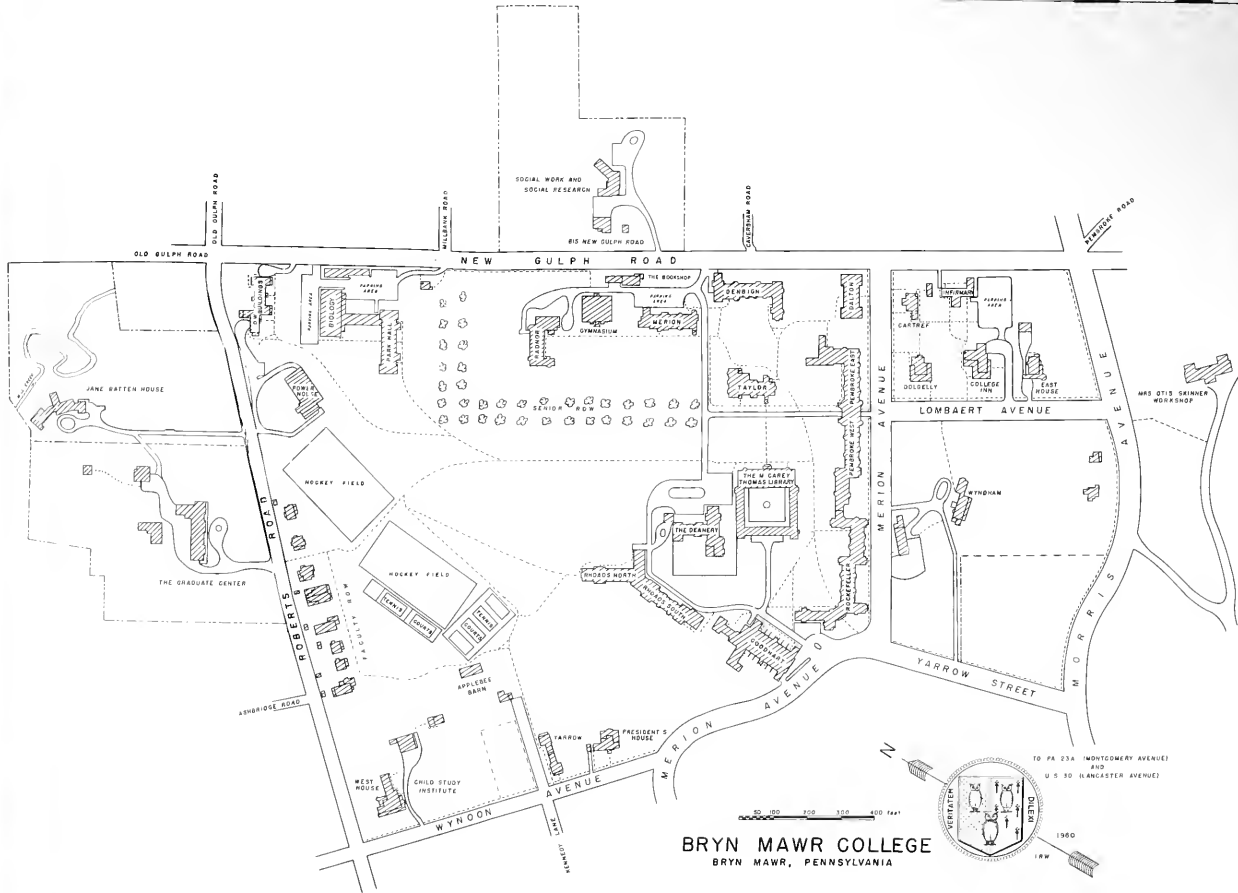 SOCIAL WORK AND
SOCIAL RESEARCH
815 NEW GULPH ROAD
OLD GULPH ROAD
OLD GULPH ROAD
MILLBANK ROAD
CAVERSHAM ROAD
PEMBROKE ROAD
NEW GULPH ROAD
BUILDINGS
PARKING AREA
BIOLOGY
PARKING
AREA
PARK HALL
THE BOOKSHOP
PARKING
AREA
RADNOR
GYMNASIUM
MERION
DENBIGH
DALTON
INFIRMARY
PARKING
AREA
CARTREF
DOLGELLY
COLLEGE
INN
EAST
HOUSE
JANE BATTEN HOUSE
POWER
HOUSE
SENIOR ROW
TAYLOR
PEMBROKE EAST
PEMBROKE WEST
MERION AVENUE
LOMBAERT AVENUE
MORRIS AVENUE
MRS OTIS SKINNER
WORKSHOP
HOCKEY FIELD
THE M CAREY
THOMAS LIBRARY
THE DEANERY
WYNDHAM
THE GRADUATE CENTER
ROBERTS ROAD
HOCKEY FIELD
TENNIS
COURTS
TENNIS
COURTS
FACULTY ROW
RHOADS NORTH
RHOADS SOUTH
ROCKEFELLER
GOODHART
APPLEBEE
BARN
ASHBRIDGE ROAD
YARROW STREET
MERION AVENUE
YARROW
PRESIDENT'S
HOUSE
WEST
HOUSE
CHILD STUDY
INSTITUTE
WYNDON AVENUE
KENNEDY LANE
N
TO PA 23A (MONTGOMERY AVENUE)
AND
U S 30 (LANCASTER AVENUE)
VERITATEM
DILEXI
50 100 200 300 400 feet
BRYN MAWR COLLEGE
BRYN MAWR, PENNSYLVANIA
1960
IRW